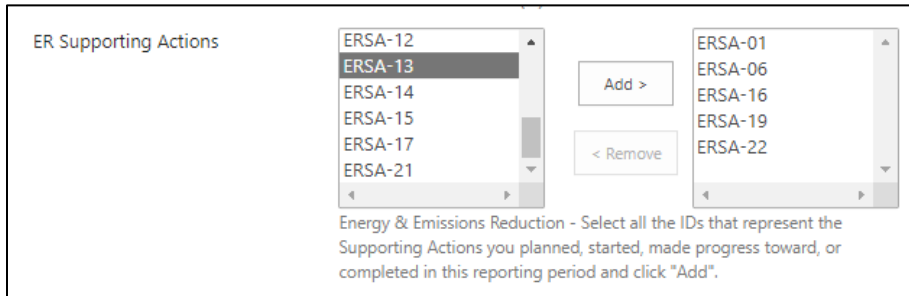 ER Supporting Actions
ERSA-12
ERSA-13
ERSA-14
ERSA-15
ERSA-17
ERSA-21
Add >
< Remove
ERSA-01
ERSA-06
ERSA-16
ERSA-19
ERSA-22
Energy & Emissions Reduction - Select all the IDs that represent the
Supporting Actions you planned, started, made progress toward, or
completed in this reporting period and click "Add".